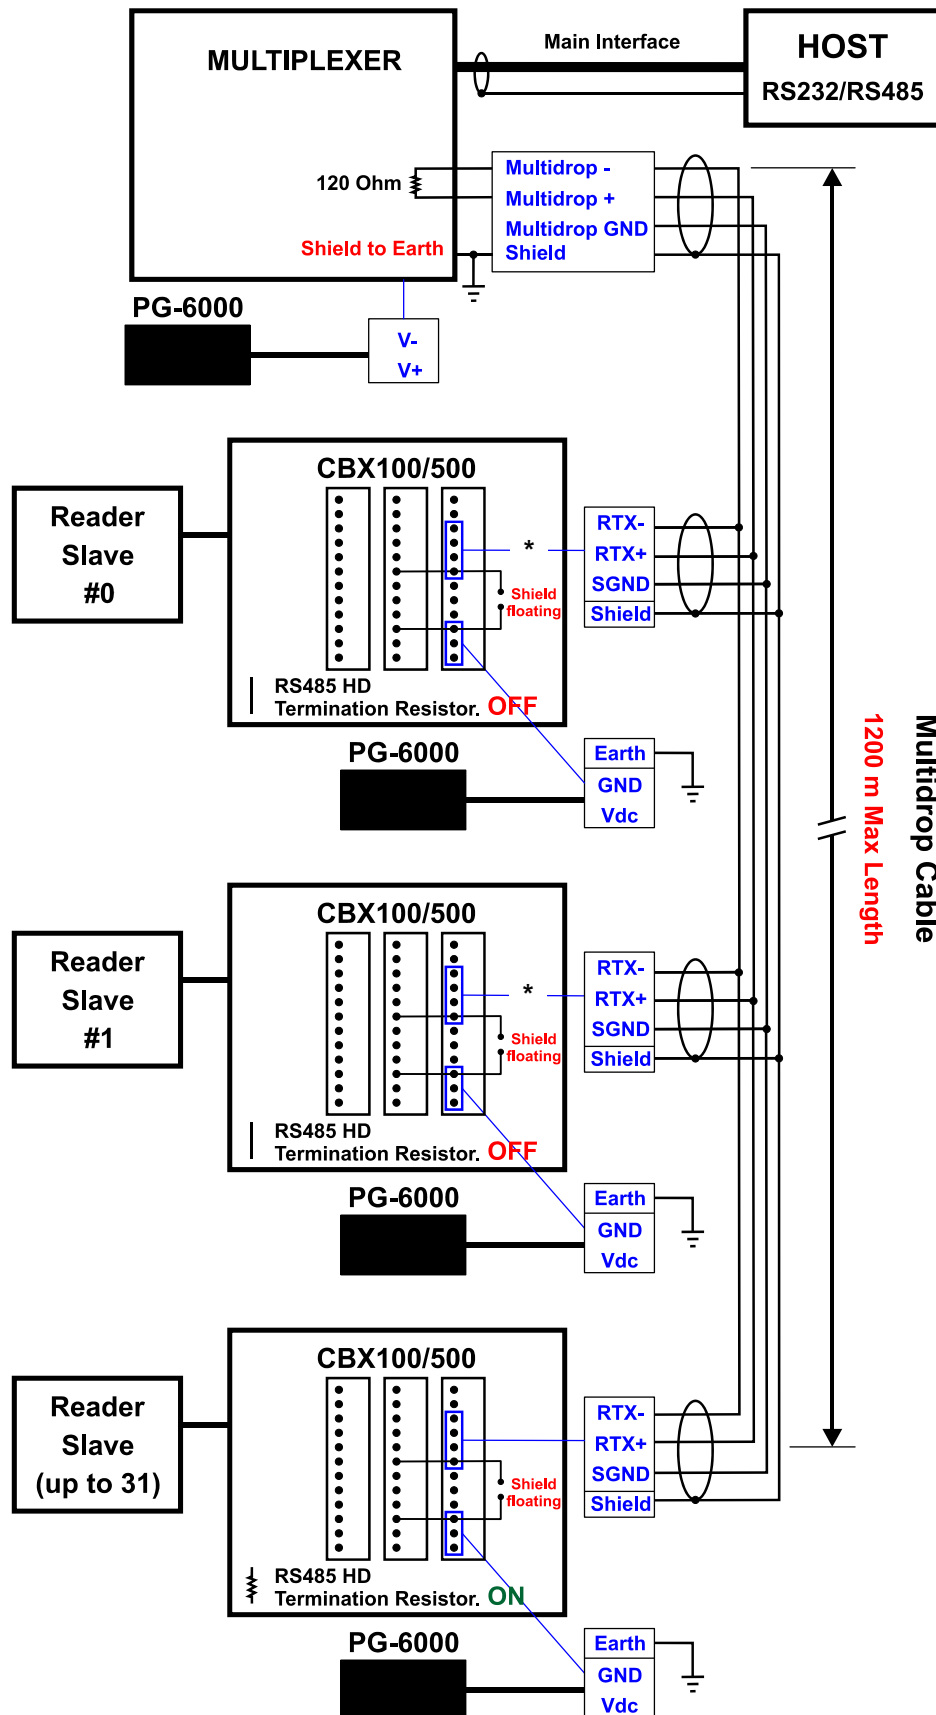 MULTIPLEXER
Main Interface
HOST
RS232/RS485
120 Ohm
Multidrop -
Multidrop +
Multidrop GND
Shield to Earth
Shield
PG-6000
V-
V+
CBX100/500
Reader
Slave
#0
*
RTX-
RTX+
SGND
Shield
Shield
floating
RS485 HD
Termination Resistor. OFF
PG-6000
Earth
GND
Vdc
Multidrop Cable
1200 m Max Length
CBX100/500
Reader
Slave
#1
*
RTX-
RTX+
SGND
Shield
Shield
floating
RS485 HD
Termination Resistor. OFF
PG-6000
Earth
GND
Vdc
CBX100/500
Reader
Slave
(up to 31)
RTX-
RTX+
SGND
Shield
Shield
floating
RS485 HD
Termination Resistor. ON
PG-6000
Earth
GND
Vdc